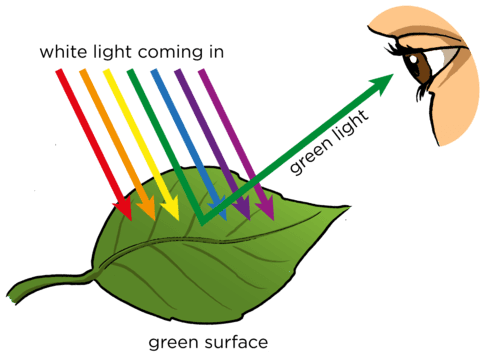 white light coming in
green light
green surface